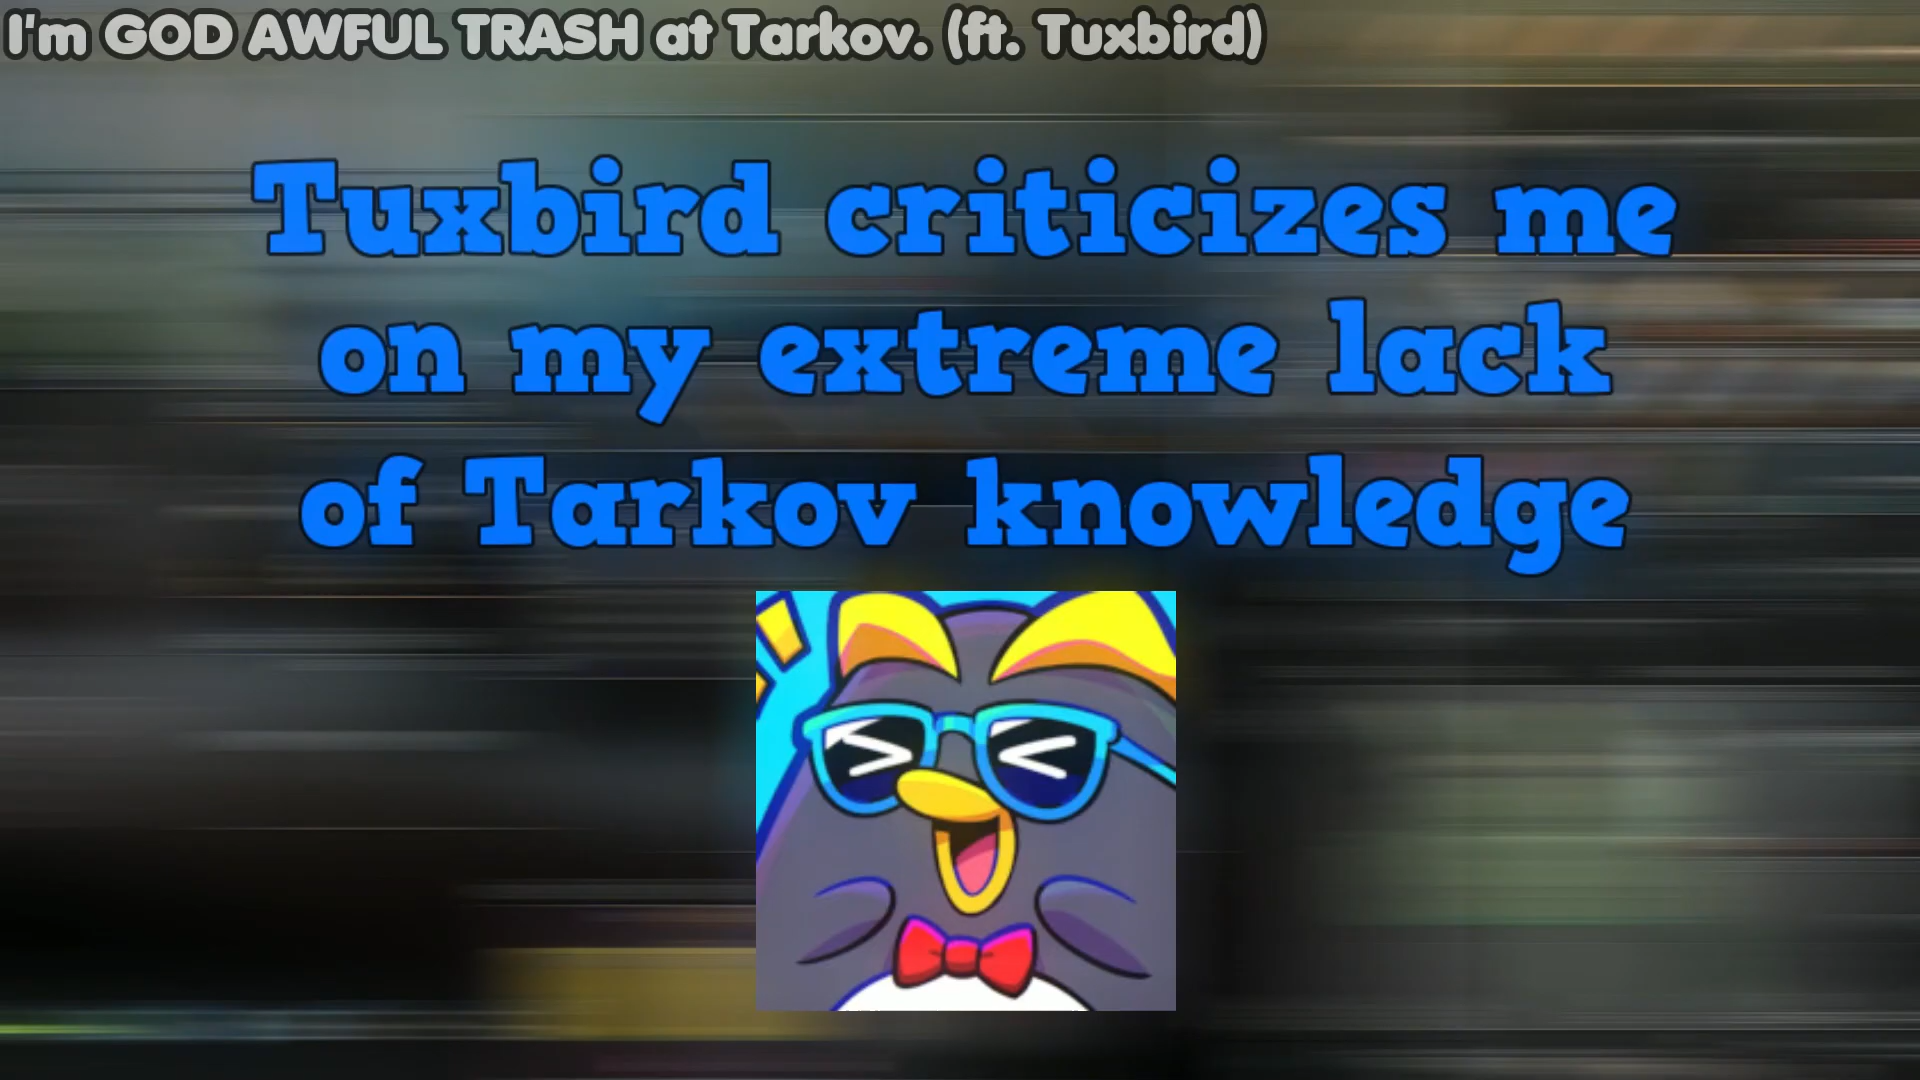 I'm GOD AWFUL TRASH at Tarkov. (ft. Tuxbird)
Tuxbird criticizes me
on my extreme lack
of Tarkov knowledge